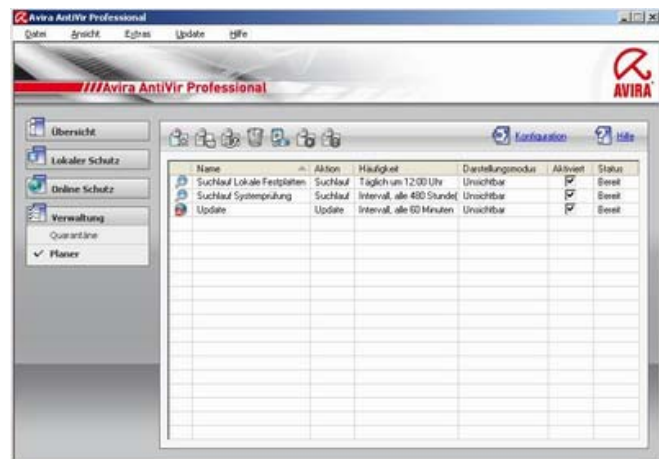 Avira AntiVir Professional
Datei Ansicht Extras Update Hilfe
Avira AntiVir Professional
AVIRA
Übersicht
Lokaler Schutz
Online Schutz
Verwaltung
Quarantäne
Planer
Konfiguration Hilfe
Name Aktion Häufigkeit Darstellungsmodus Aktiviert Status
Suchlauf Lokale Festplatten Suchlauf Täglich um 12:00 Uhr Unsichtbar Bereit
Suchlauf Systemprüfung Suchlauf Intervall, alle 480 Stunde( Unsichtbar Bereit
Update Update Intervall, alle 60 Minuten Unsichtbar Bereit